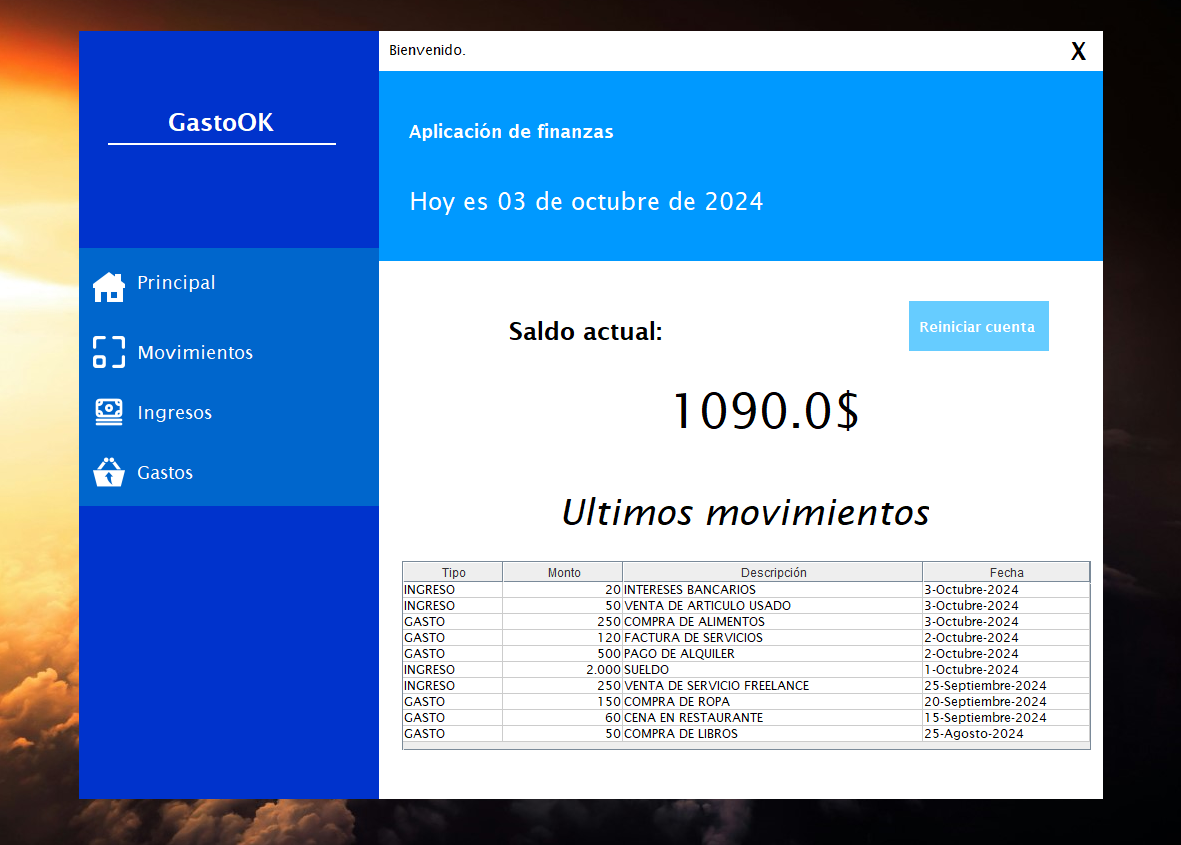 Bienvenido.
X
GastoOK
Aplicación de finanzas
Hoy es 03 de octubre de 2024
Principal
Movimientos
Ingresos
Gastos
Saldo actual:
Reiniciar cuenta
1090.0$
Ultimos movimientos
Tipo Monto Descripción Fecha
INGRESO 20 INTERESES BANCARIOS 3-Octubre-2024
INGRESO 50 VENTA DE ARTICULO USADO 3-Octubre-2024
GASTO 250 COMPRA DE ALIMENTOS 3-Octubre-2024
GASTO 120 FACTURA DE SERVICIOS 2-Octubre-2024
GASTO 500 PAGO DE ALQUILER 2-Octubre-2024
INGRESO 2.000 SUELDO 1-Octubre-2024
INGRESO 250 VENTA DE SERVICIO FREELANCE 25-Septiembre-2024
GASTO 150 COMPRA DE ROPA 20-Septiembre-2024
GASTO 60 CENA EN RESTAURANTE 15-Septiembre-2024
GASTO 50 COMPRA DE LIBROS 25-Agosto-2024